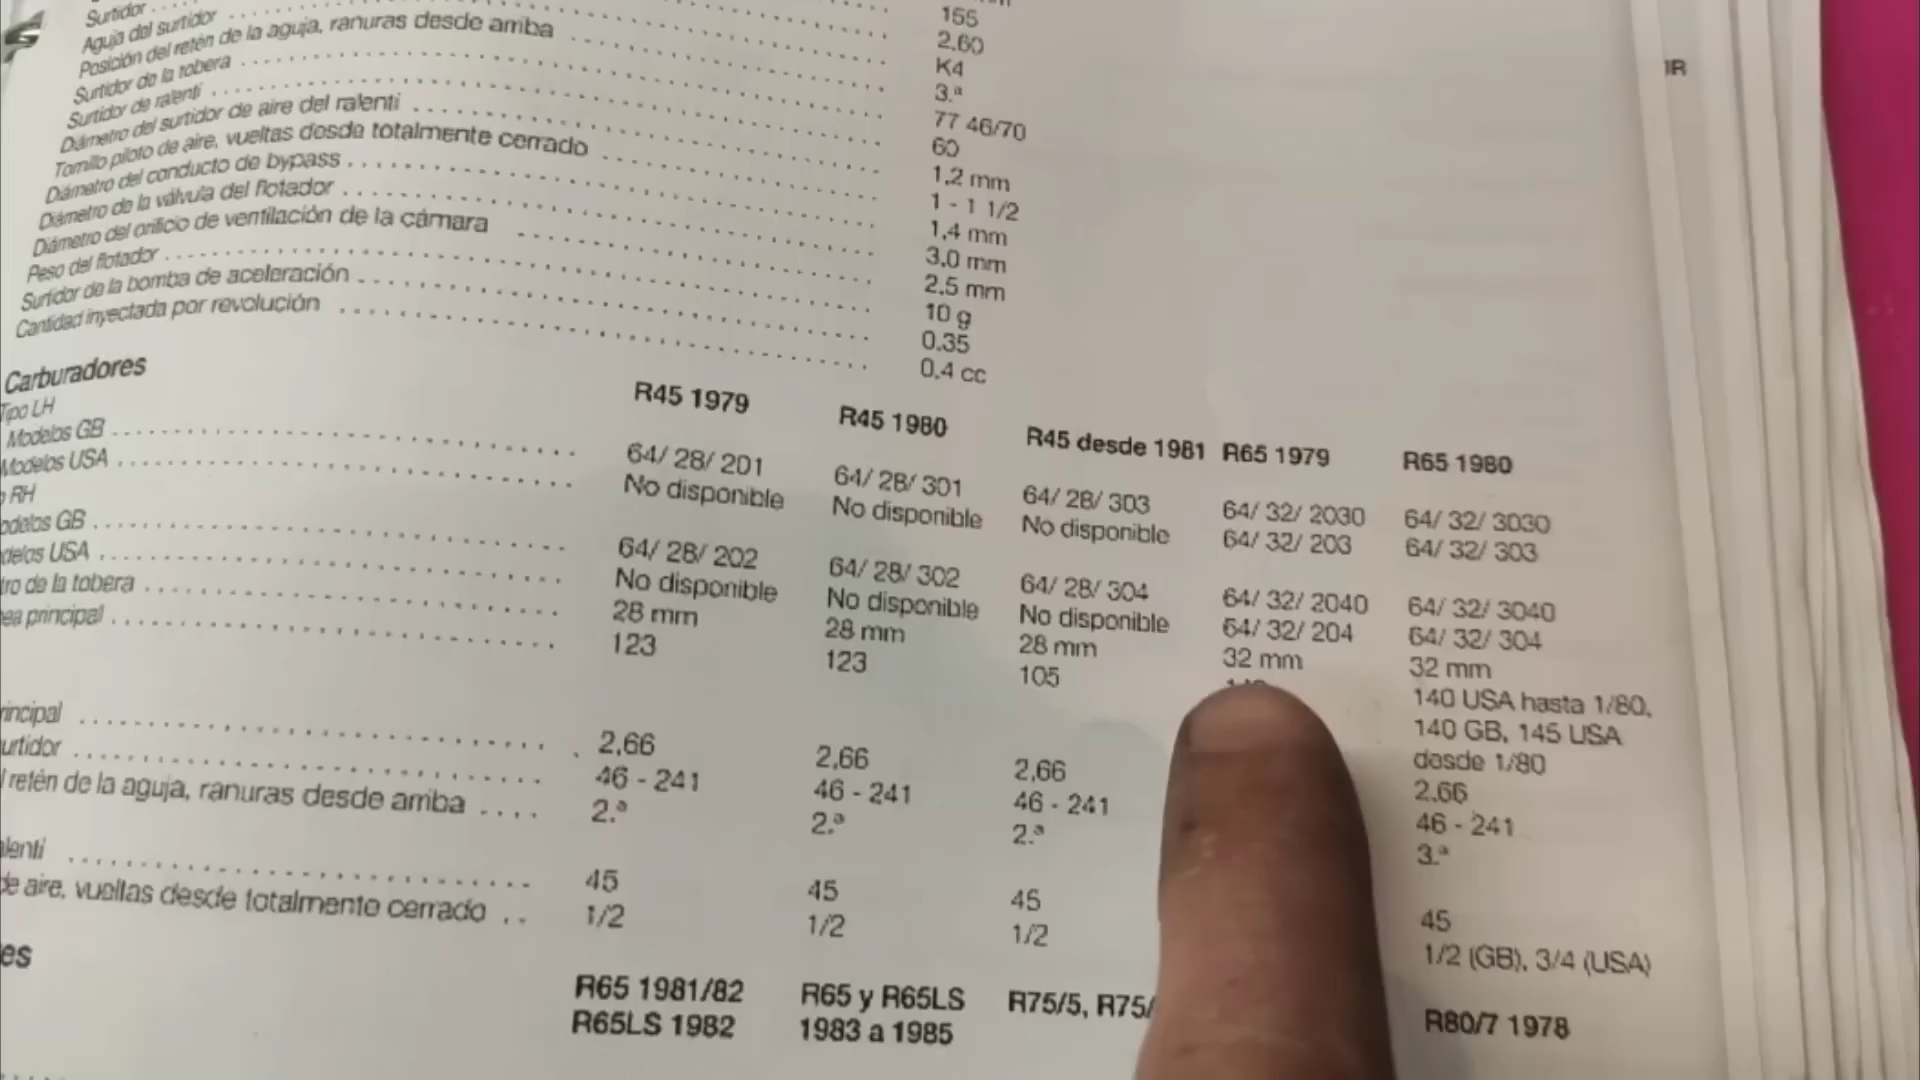 Surtidor 155
Aguja del surtidor 2.60
Posición del retén de la aguja, ranuras desde arriba K4
Surtidor de la tobera 3.ª
Surtidor de ralentí 77 46/70
Diámetro del surtidor de aire del ralentí 60
Tornillo piloto de aire, vueltas desde totalmente cerrado 1,2 mm
Diámetro del conducto de bypass 1 - 1 1/2
Diámetro de la válvula del flotador 1,4 mm
Diámetro del orificio de ventilación de la cámara 3,0 mm
Peso del flotador 2,5 mm
Surtidor de la bomba de aceleración 10 g
Cantidad inyectada por revolución 0.35
0,4 cc
IR
Carburadores R45 1979 R45 1980 R45 desde 1981 R65 1979 R65 1980
Tipo LH
Modelos GB 64/ 28/ 201 64/ 28/ 301 64/ 28/ 303 64/ 32/ 2030 64/ 32/ 3030
Modelos USA No disponible No disponible No disponible 64/ 32/ 203 64/ 32/ 303
RH
odelos GB 64/ 28/ 202 64/ 28/ 302 64/ 28/ 304 64/ 32/ 2040 64/ 32/ 3040
delos USA No disponible No disponible No disponible 64/ 32/ 204 64/ 32/ 304
tro de la tobera 28 mm 28 mm 28 mm 32 mm 32 mm
ea principal 123 123 105 140 USA hasta 1/80,
140 GB, 145 USA
desde 1/80
rincipal 2,66 2,66 2,66 2.66
urtidor 46 - 241 46 - 241 46 - 241 46 - 241
l retén de la aguja, ranuras desde arriba 2.ª 2.ª 2.ª 3.ª
alentí 45 45 45 45
de aire, vueltas desde totalmente cerrado 1/2 1/2 1/2 1/2 (GB), 3/4 (USA)
es R65 1981/82 R65 y R65LS R75/5, R75/ R80/7 1978
R65LS 1982 1983 a 1985